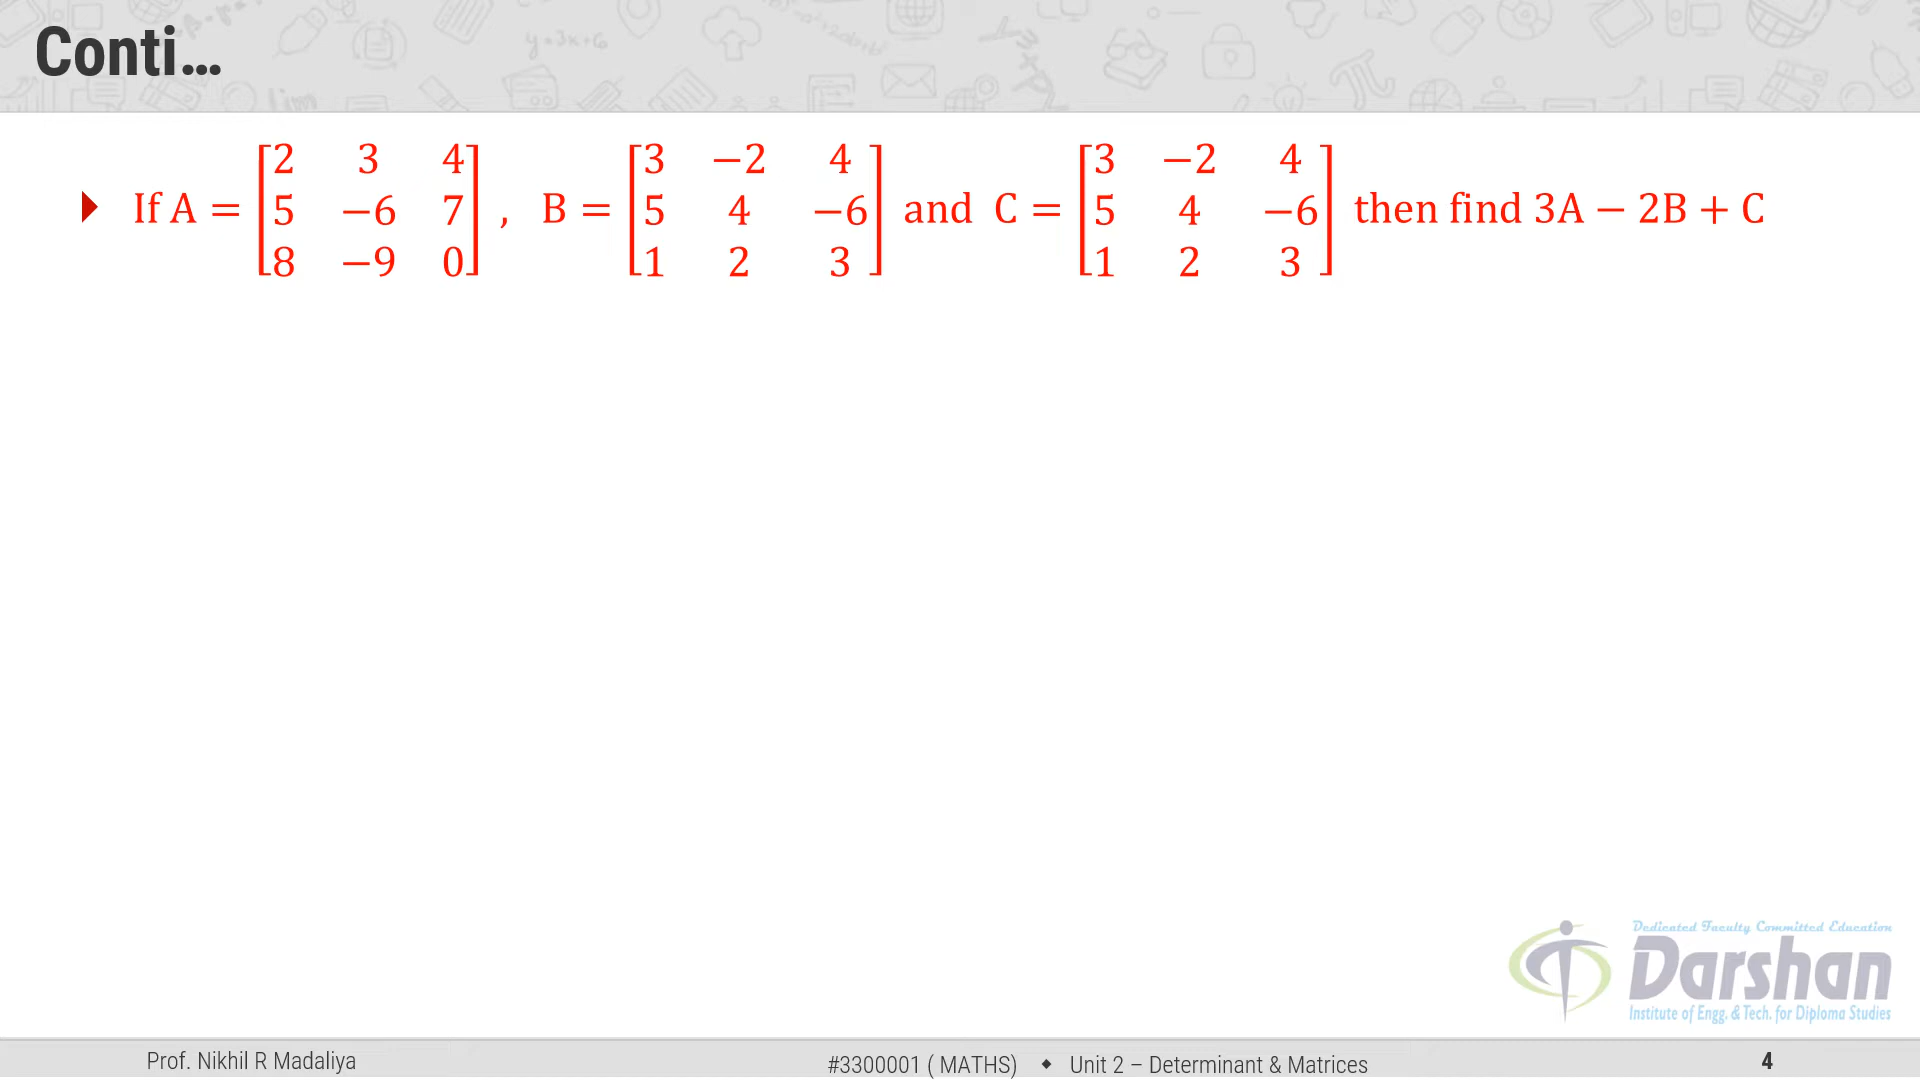 Conti...
If A = [2 3 4
5 −6 7
8 −9 0] , B = [3 −2 4
5 4 −6
1 2 3] and C = [3 −2 4
5 4 −6
1 2 3] then find 3A − 2B + C
Dedicated Faculty Committed Education
Darshan
Institute of Engg. & Tech. for Diploma Studies
Prof. Nikhil R Madaliya
#3300001 ( MATHS) ◆ Unit 2 – Determinant & Matrices
4